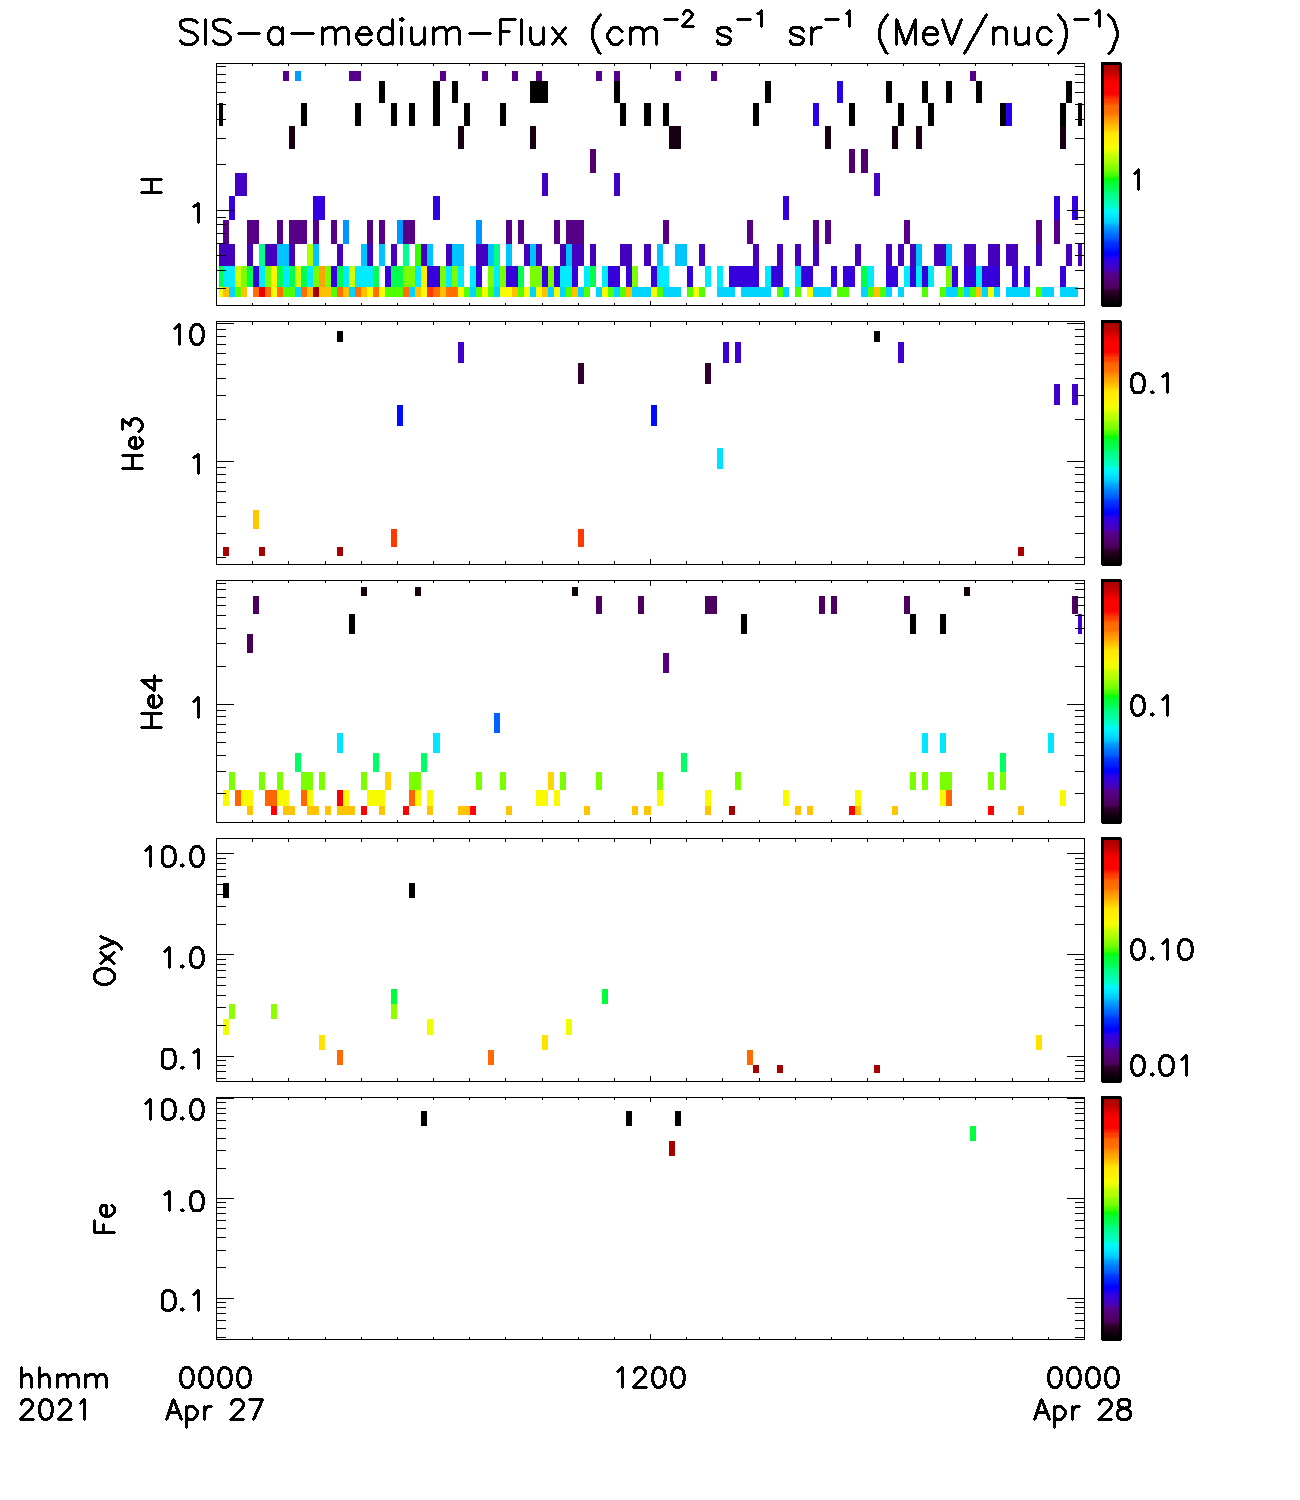 SIS-a-medium-Flux (cm⁻² s⁻¹ sr⁻¹ (MeV/nuc)⁻¹)
H
1
1
He3
10
1
0.1
He4
1
0.1
Oxy
10.0
1.0
0.1
0.10
0.01
Fe
10.0
1.0
0.1
hhmm 0000 1200 0000
2021 Apr 27 Apr 28